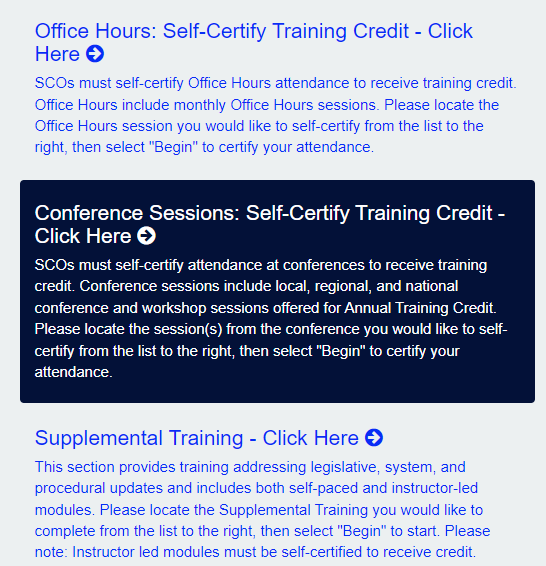 Office Hours: Self-Certify Training Credit - Click
Here
SCOs must self-certify Office Hours attendance to receive training credit.
Office Hours include monthly Office Hours sessions. Please locate the
Office Hours session you would like to self-certify from the list to the
right, then select "Begin" to certify your attendance.
Conference Sessions: Self-Certify Training Credit -
Click Here
SCOs must self-certify attendance at conferences to receive training
credit. Conference sessions include local, regional, and national
conference and workshop sessions offered for Annual Training Credit.
Please locate the session(s) from the conference you would like to self-
certify from the list to the right, then select "Begin" to certify your
attendance.
Supplemental Training - Click Here
This section provides training addressing legislative, system, and
procedural updates and includes both self-paced and instructor-led
modules. Please locate the Supplemental Training you would like to
complete from the list to the right, then select "Begin" to start. Please
note: Instructor led modules must be self-certified to receive credit.